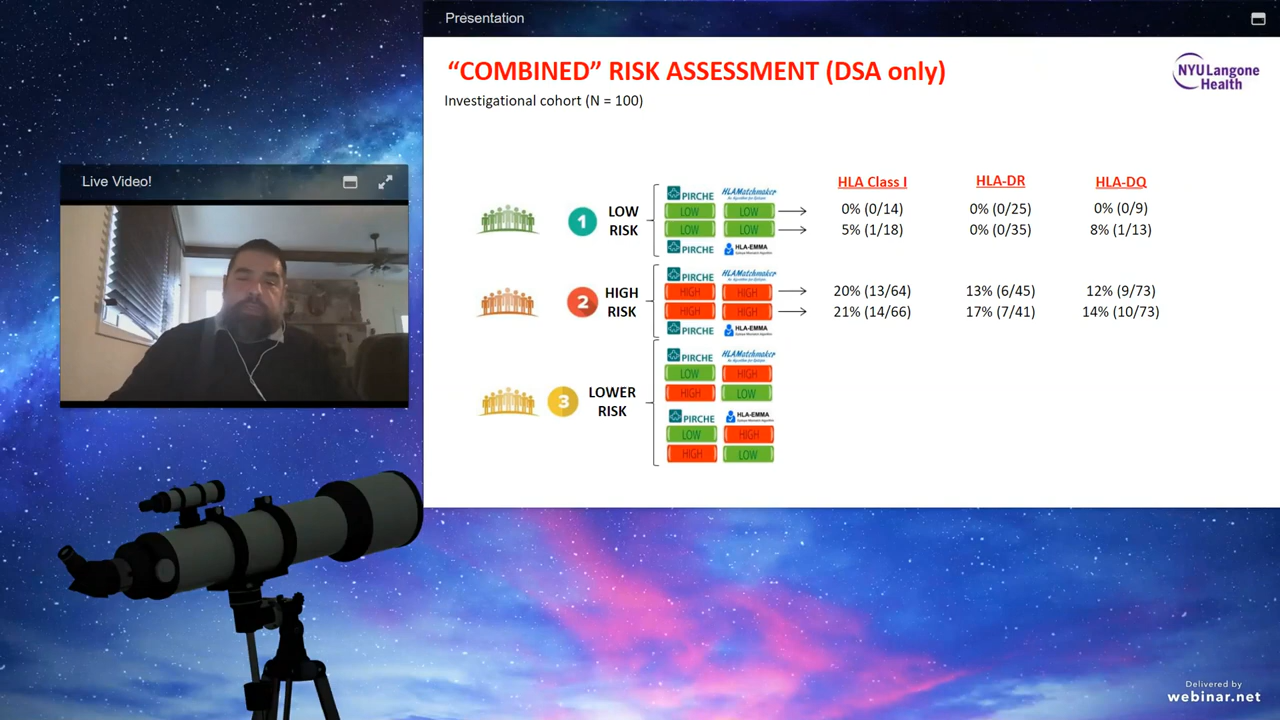 Presentation
"COMBINED" RISK ASSESSMENT (DSA only)
NYU Langone
Health
Investigational cohort (N = 100)
Live Video!
HLA Class I HLA-DR HLA-DQ
1 LOW RISK
PIRCHE HLAMatchmaker
LOW LOW 0% (0/14) 0% (0/25) 0% (0/9)
LOW LOW 5% (1/18) 0% (0/35) 8% (1/13)
PIRCHE HLA-EMMA
2 HIGH RISK
PIRCHE HLAMatchmaker
HIGH HIGH 20% (13/64) 13% (6/45) 12% (9/73)
HIGH HIGH 21% (14/66) 17% (7/41) 14% (10/73)
PIRCHE HLA-EMMA
3 LOWER RISK
PIRCHE HLAMatchmaker
LOW HIGH
HIGH LOW
PIRCHE HLA-EMMA
LOW HIGH
HIGH LOW
Delivered by
webinar.net